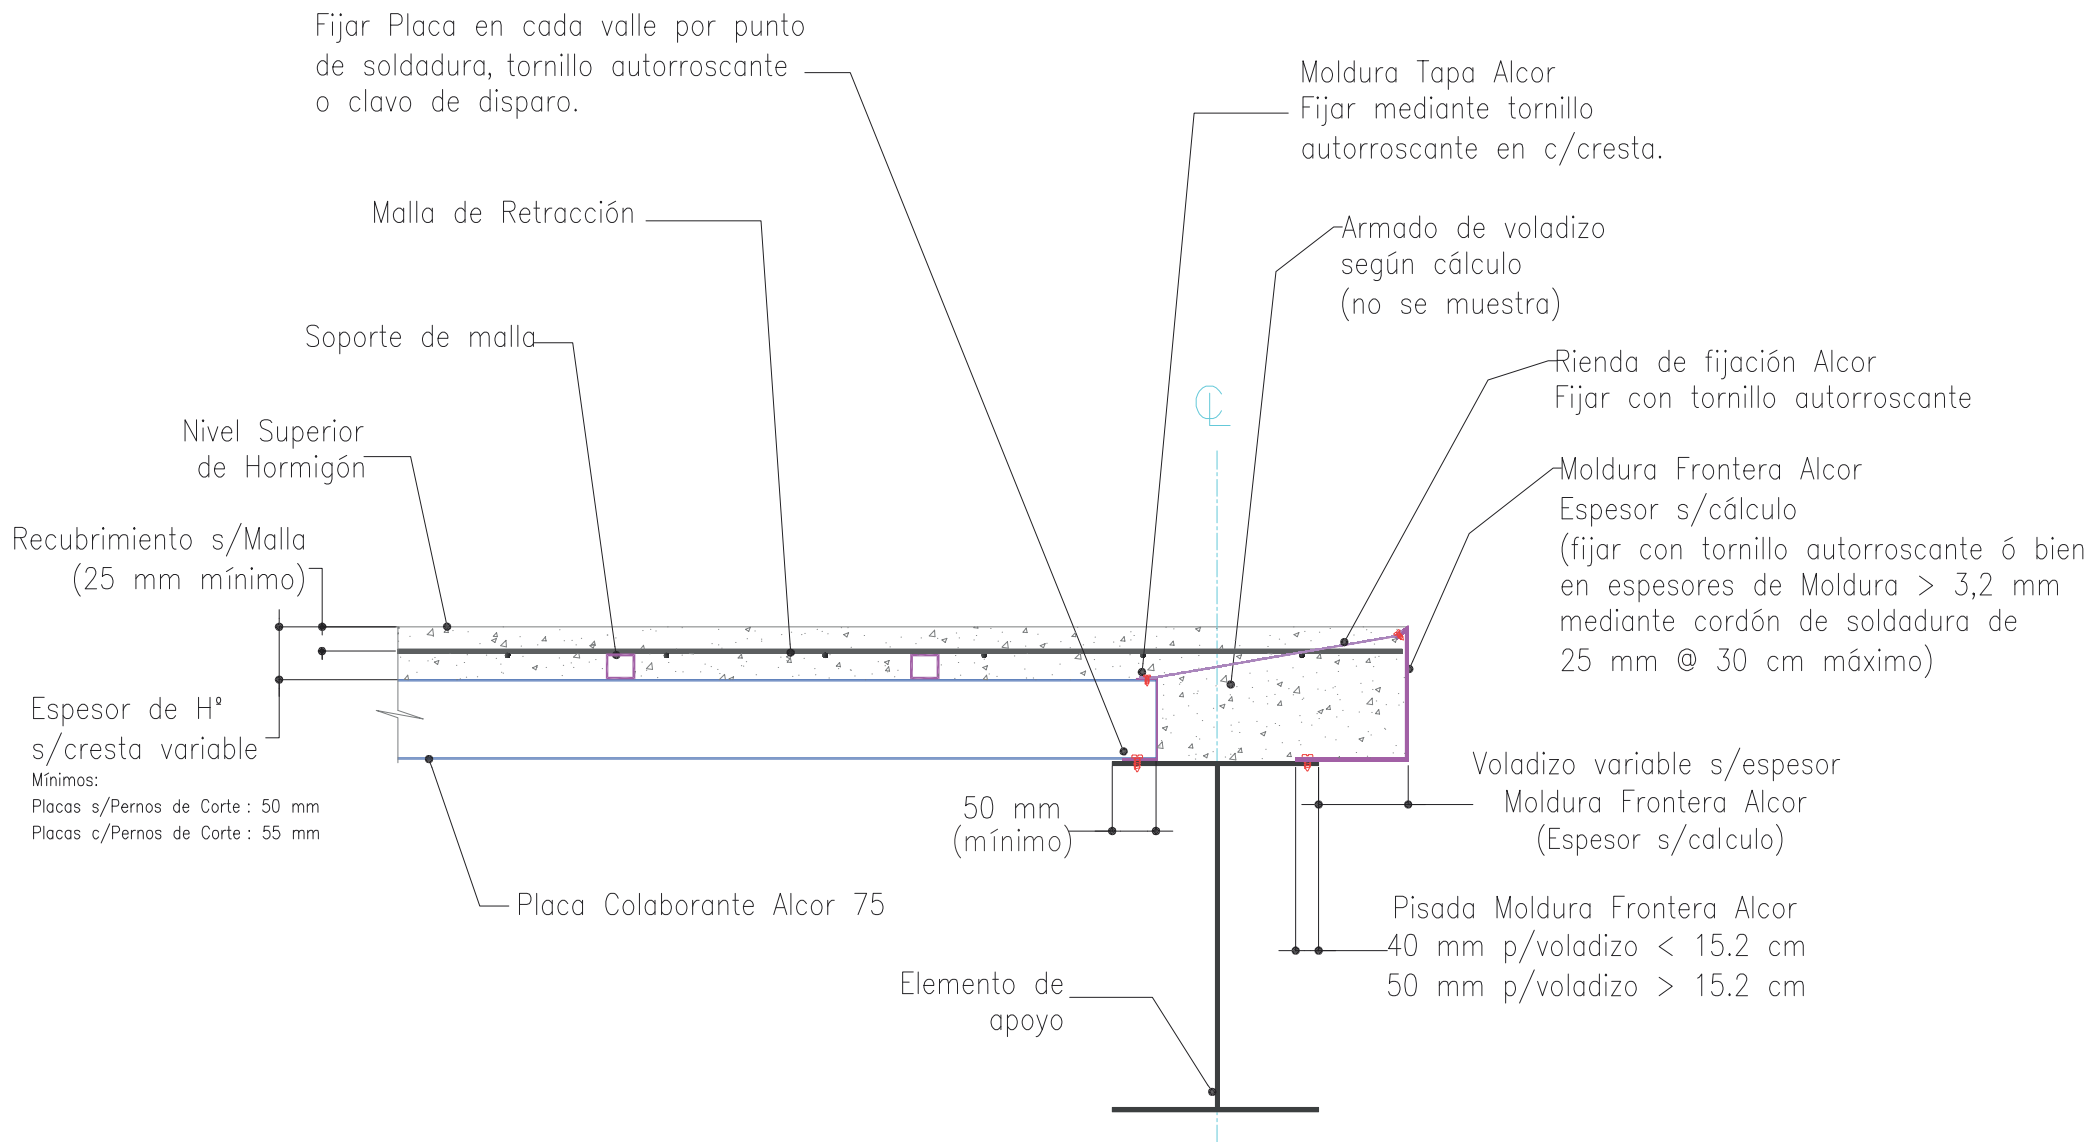 Fijar Placa en cada valle por punto
de soldadura, tornillo autorroscante
o clavo de disparo.
Moldura Tapa Alcor
Fijar mediante tornillo
autorroscante en c/cresta.
Malla de Retracción
Armado de voladizo
según cálculo
(no se muestra)
Soporte de malla
Rienda de fijación Alcor
Fijar con tornillo autorroscante
Nivel Superior
de Hormigón
Moldura Frontera Alcor
Espesor s/cálculo
(fijar con tornillo autorroscante ó bien
en espesores de Moldura > 3,2 mm
mediante cordón de soldadura de
25 mm @ 30 cm máximo)
Recubrimiento s/Malla
(25 mm mínimo)
Espesor de Hº
s/cresta variable
Mínimos:
Placas s/Pernos de Corte : 50 mm
Placas c/Pernos de Corte : 55 mm
50 mm
(mínimo)
Voladizo variable s/espesor
Moldura Frontera Alcor
(Espesor s/calculo)
Placa Colaborante Alcor 75
Pisada Moldura Frontera Alcor
40 mm p/voladizo < 15.2 cm
50 mm p/voladizo > 15.2 cm
Elemento de
apoyo